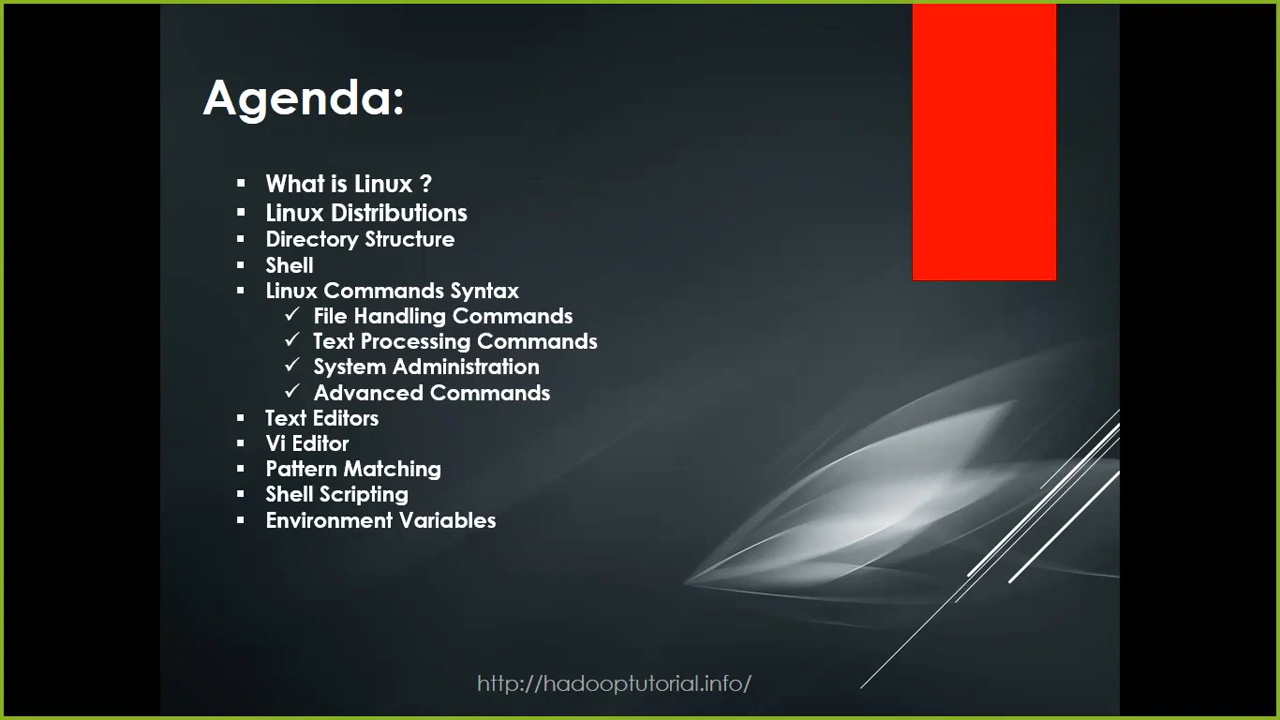 Agenda:
What is Linux ?
Linux Distributions
Directory Structure
Shell
Linux Commands Syntax
File Handling Commands
Text Processing Commands
System Administration
Advanced Commands
Text Editors
Vi Editor
Pattern Matching
Shell Scripting
Environment Variables
http://hadooptutorial.info/